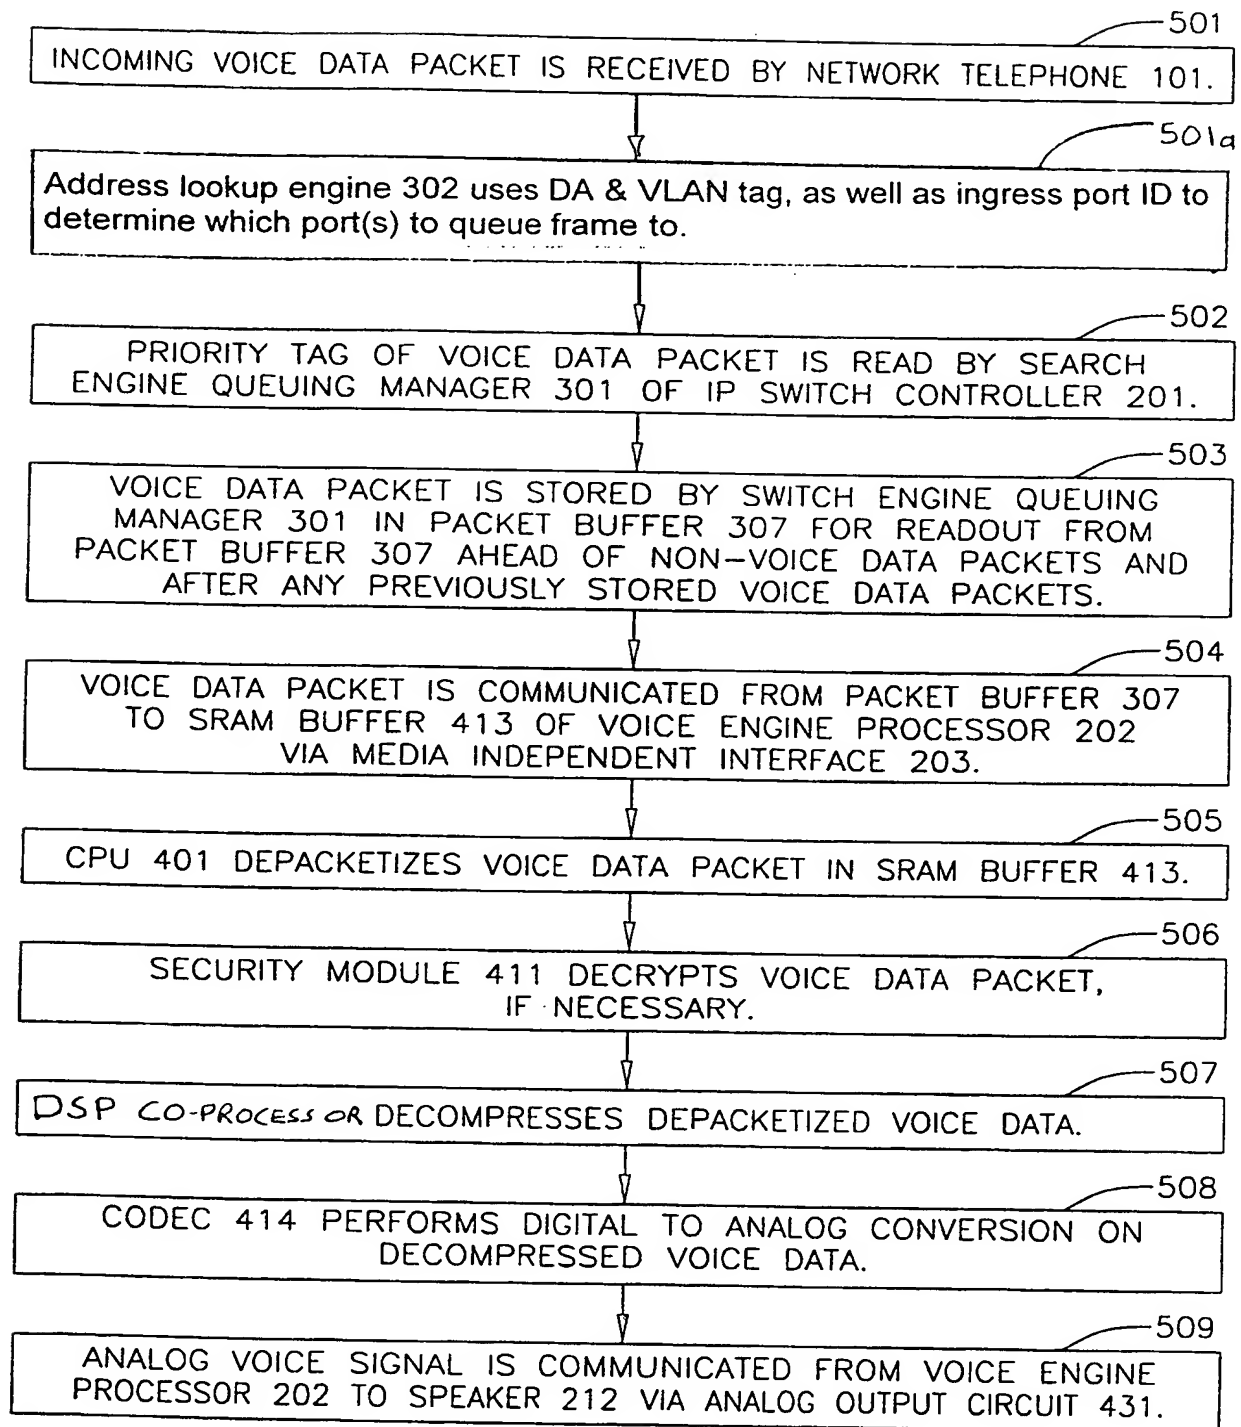 501
INCOMING VOICE DATA PACKET IS RECEIVED BY NETWORK TELEPHONE 101.
501a
Address lookup engine 302 uses DA & VLAN tag, as well as ingress port ID to
determine which port(s) to queue frame to.
502
PRIORITY TAG OF VOICE DATA PACKET IS READ BY SEARCH
ENGINE QUEUING MANAGER 301 OF IP SWITCH CONTROLLER 201.
503
VOICE DATA PACKET IS STORED BY SWITCH ENGINE QUEUING
MANAGER 301 IN PACKET BUFFER 307 FOR READOUT FROM
PACKET BUFFER 307 AHEAD OF NON-VOICE DATA PACKETS AND
AFTER ANY PREVIOUSLY STORED VOICE DATA PACKETS.
504
VOICE DATA PACKET IS COMMUNICATED FROM PACKET BUFFER 307
TO SRAM BUFFER 413 OF VOICE ENGINE PROCESSOR 202
VIA MEDIA INDEPENDENT INTERFACE 203.
505
CPU 401 DEPACKETIZES VOICE DATA PACKET IN SRAM BUFFER 413.
506
SECURITY MODULE 411 DECRYPTS VOICE DATA PACKET,
IF NECESSARY.
507
DSP CO-PROCESSOR DECOMPRESSES DEPACKETIZED VOICE DATA.
508
CODEC 414 PERFORMS DIGITAL TO ANALOG CONVERSION ON
DECOMPRESSED VOICE DATA.
509
ANALOG VOICE SIGNAL IS COMMUNICATED FROM VOICE ENGINE
PROCESSOR 202 TO SPEAKER 212 VIA ANALOG OUTPUT CIRCUIT 431.